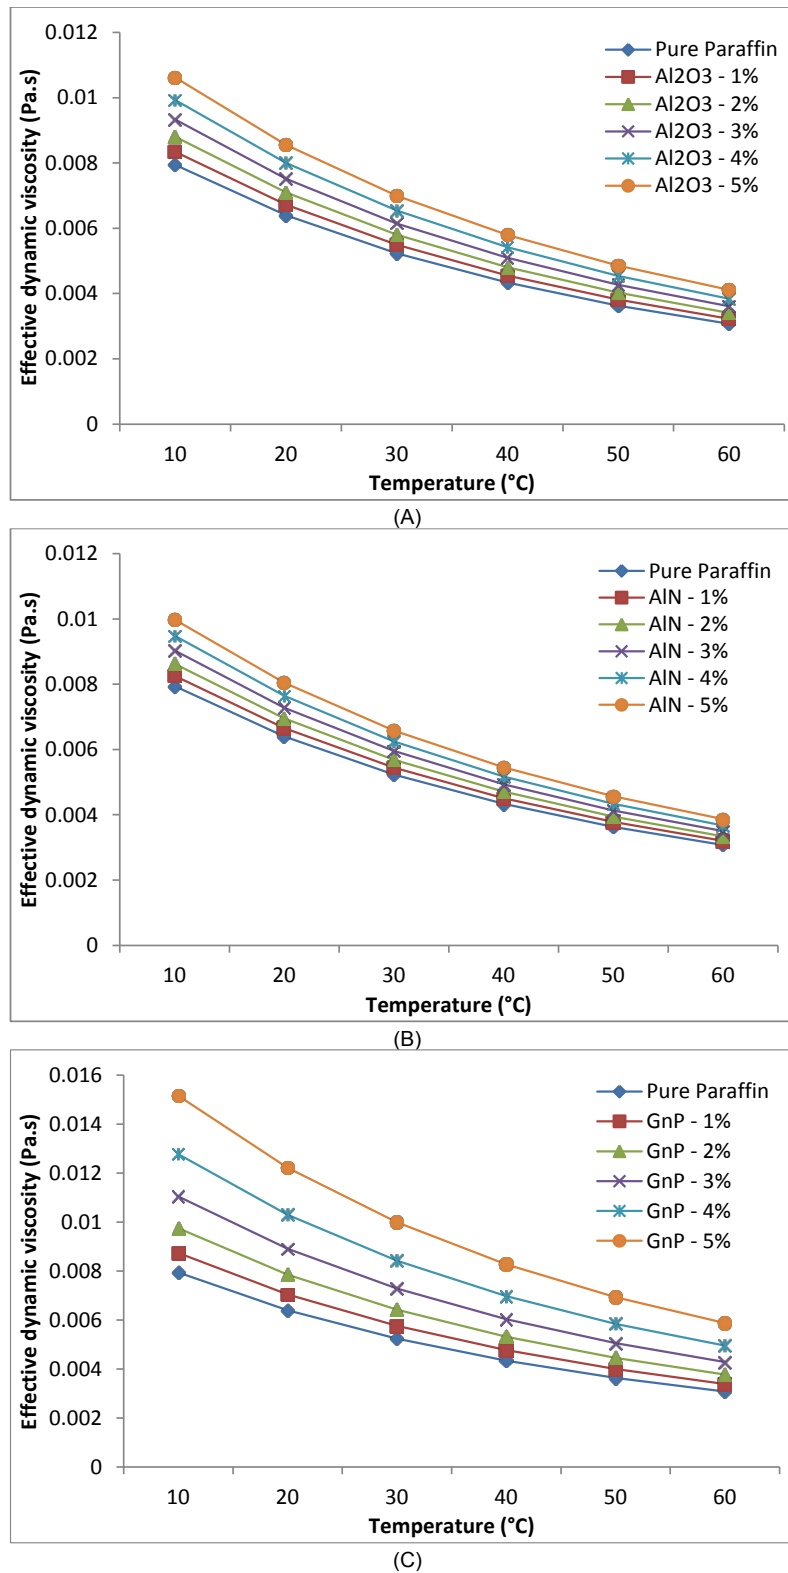 0.012
0.01
0.008
0.006
0.004
0.002
0
Effective dynamic viscosity (Pa.s)
Pure Paraffin
Al2O3 - 1%
Al2O3 - 2%
Al2O3 - 3%
Al2O3 - 4%
Al2O3 - 5%
10 20 30 40 50 60
Temperature (°C)
(A)
0.012
0.01
0.008
0.006
0.004
0.002
0
Effective dynamic viscosity (Pa.s)
Pure Paraffin
AlN - 1%
AlN - 2%
AlN - 3%
AlN - 4%
AlN - 5%
10 20 30 40 50 60
Temperature (°C)
(B)
0.016
0.014
0.012
0.01
0.008
0.006
0.004
0.002
0
Effective dynamic viscosity (Pa.s)
Pure Paraffin
GnP - 1%
GnP - 2%
GnP - 3%
GnP - 4%
GnP - 5%
10 20 30 40 50 60
Temperature (°C)
(C)